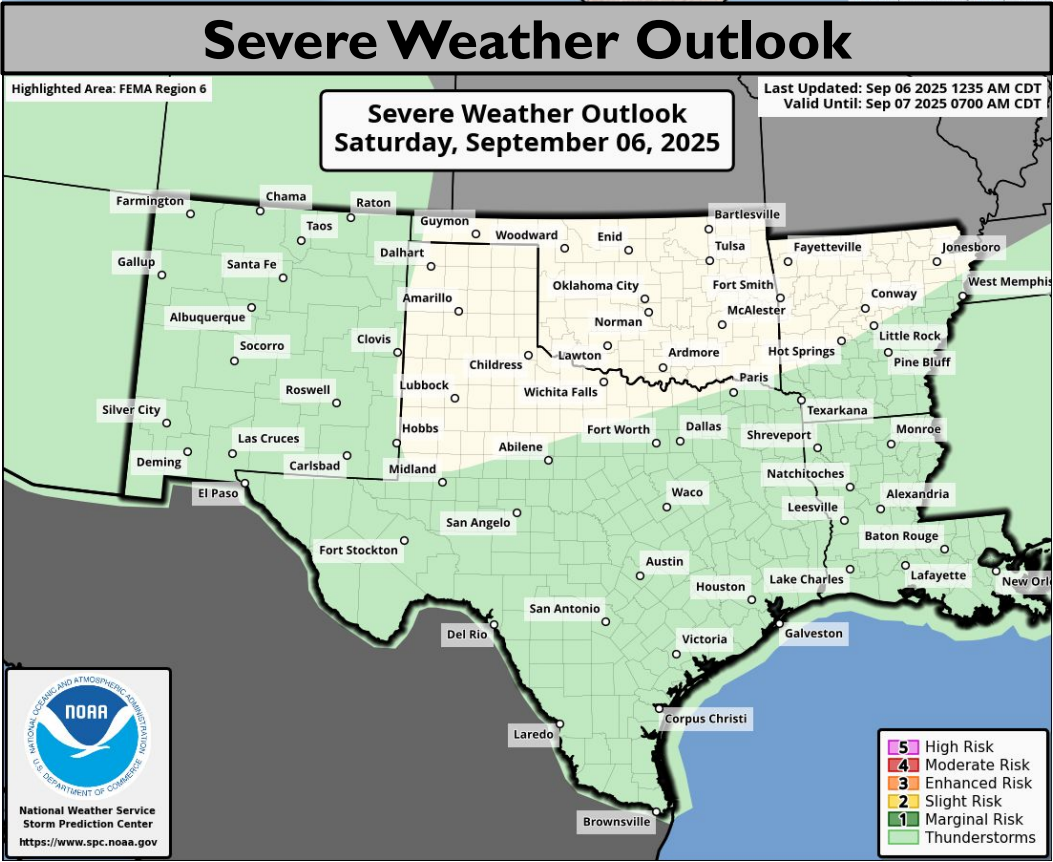 Severe Weather Outlook
Highlighted Area: FEMA Region 6
Last Updated: Sep 06 2025 1235 AM CDT
Valid Until: Sep 07 2025 0700 AM CDT
Severe Weather Outlook
Saturday, September 06, 2025
Farmington
Chama
Raton
Taos
Guymon
Woodward
Enid
Bartlesville
Tulsa
Fayetteville
Jonesboro
Gallup
Santa Fe
Dalhart
Oklahoma City
Fort Smith
Conway
West Memphis
Albuquerque
Amarillo
Norman
McAlester
Socorro
Clovis
Childress
Lawton
Ardmore
Hot Springs
Little Rock
Pine Bluff
Roswell
Lubbock
Wichita Falls
Paris
Silver City
Las Cruces
Hobbs
Abilene
Fort Worth
Dallas
Texarkana
Shreveport
Monroe
Deming
Carlsbad
Midland
Natchitoches
El Paso
San Angelo
Waco
Leesville
Alexandria
Fort Stockton
Baton Rouge
Austin
Houston
Lake Charles
Lafayette
New Orle
San Antonio
Del Rio
Victoria
Galveston
Laredo
Corpus Christi
Brownsville
NATIONAL OCEANIC AND ATMOSPHERIC ADMINISTRATION
NOAA
U.S. DEPARTMENT OF COMMERCE
National Weather Service
Storm Prediction Center
https://www.spc.noaa.gov
5 High Risk
4 Moderate Risk
3 Enhanced Risk
2 Slight Risk
1 Marginal Risk
Thunderstorms